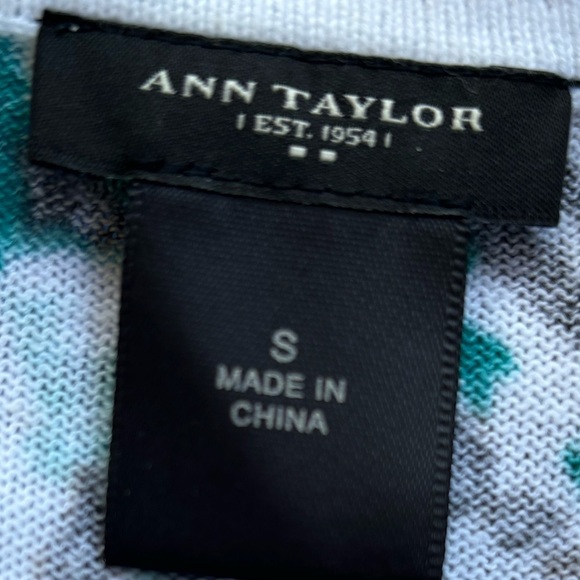 ANN TAYLOR
| EST. 1954 |
S
MADE IN
CHINA